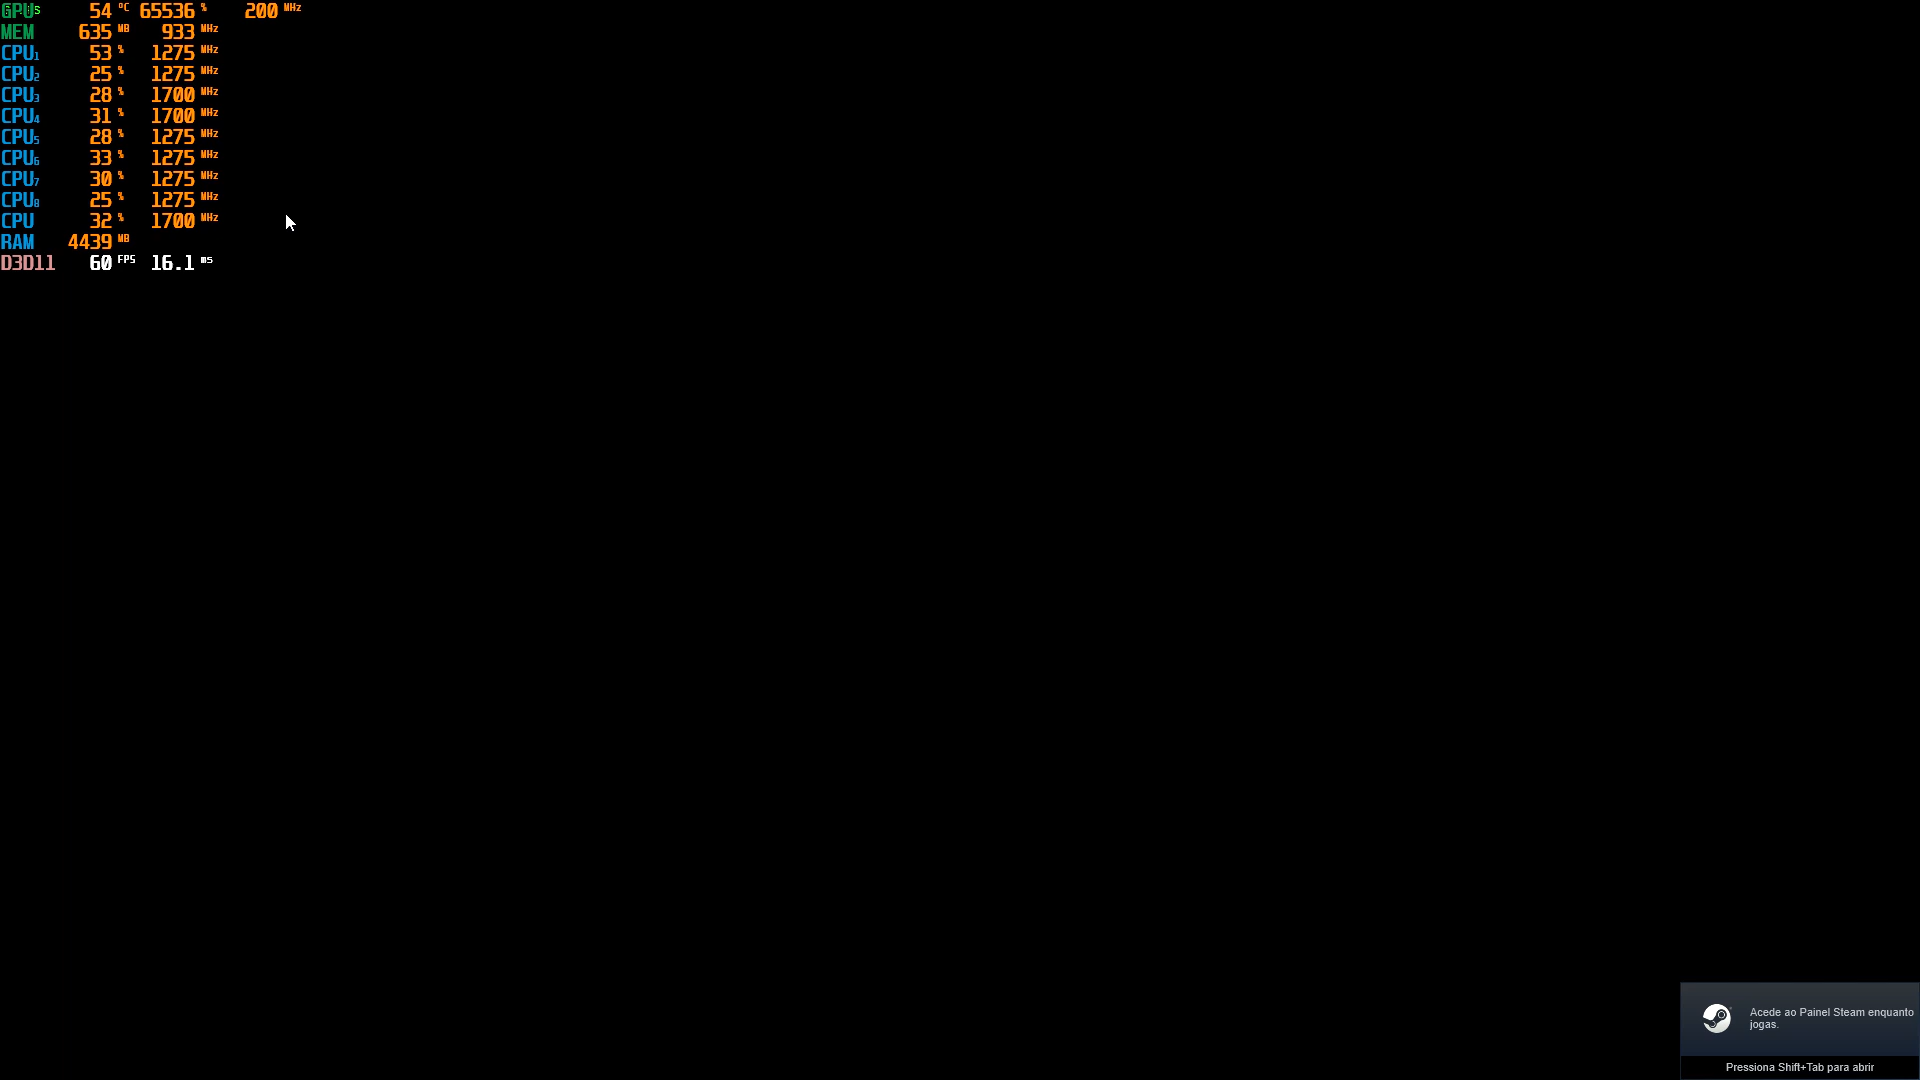 GPU 54 °C 65536 % 200 MHz
MEM 635 MB 933 MHz
CPU1 53 % 1275 MHz
CPU2 25 % 1275 MHz
CPU3 28 % 1700 MHz
CPU4 31 % 1700 MHz
CPU5 28 % 1275 MHz
CPU6 33 % 1275 MHz
CPU7 30 % 1275 MHz
CPU8 25 % 1275 MHz
CPU 32 % 1700 MHz
RAM 4439 MB
D3D11 60 FPS 16.1 ms
Acede ao Painel Steam enquanto
jogas.
Pressiona Shift+Tab para abrir